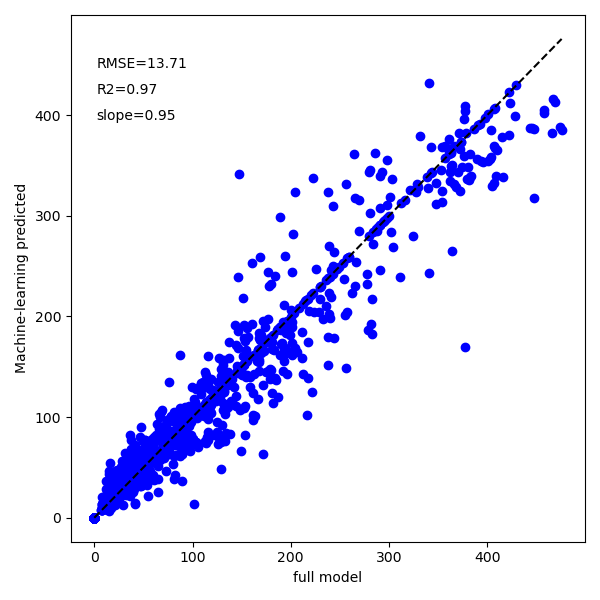 RMSE=13.71
R2=0.97
slope=0.95
Machine-learning predicted
400
300
200
100
0
0 100 200 300 400
full model